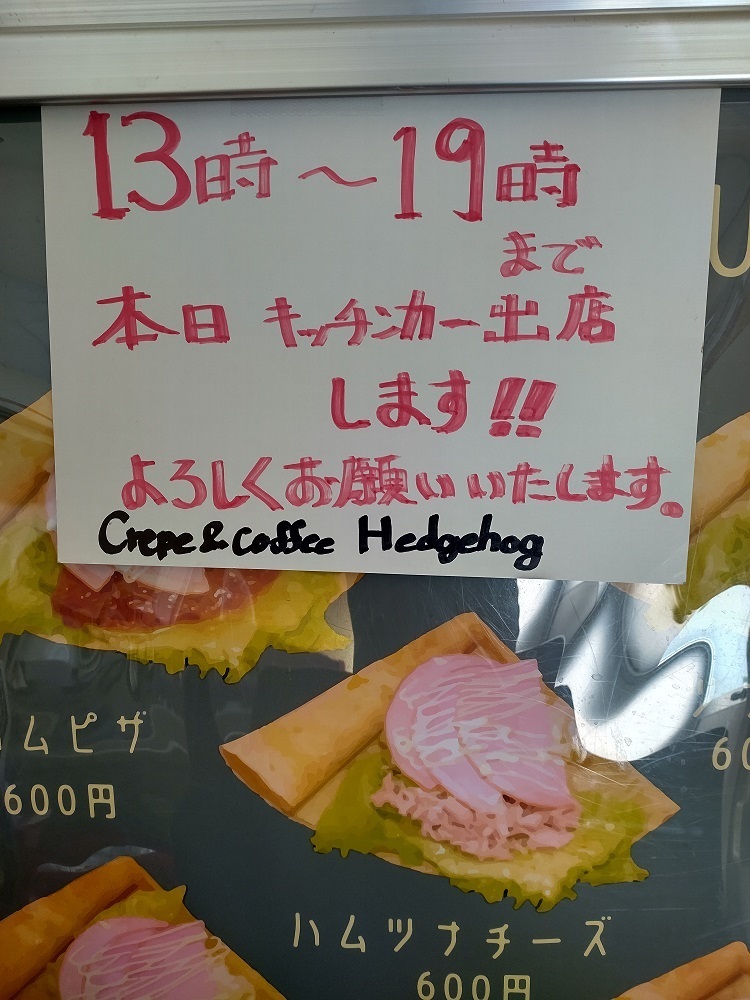 13時～19時
まで
本日 キッチンカー出店
します!!
よろしくお願いいたします。
Crepe & Coffee Hedgehog
ムピザ
600円
ハムツナチーズ
600円